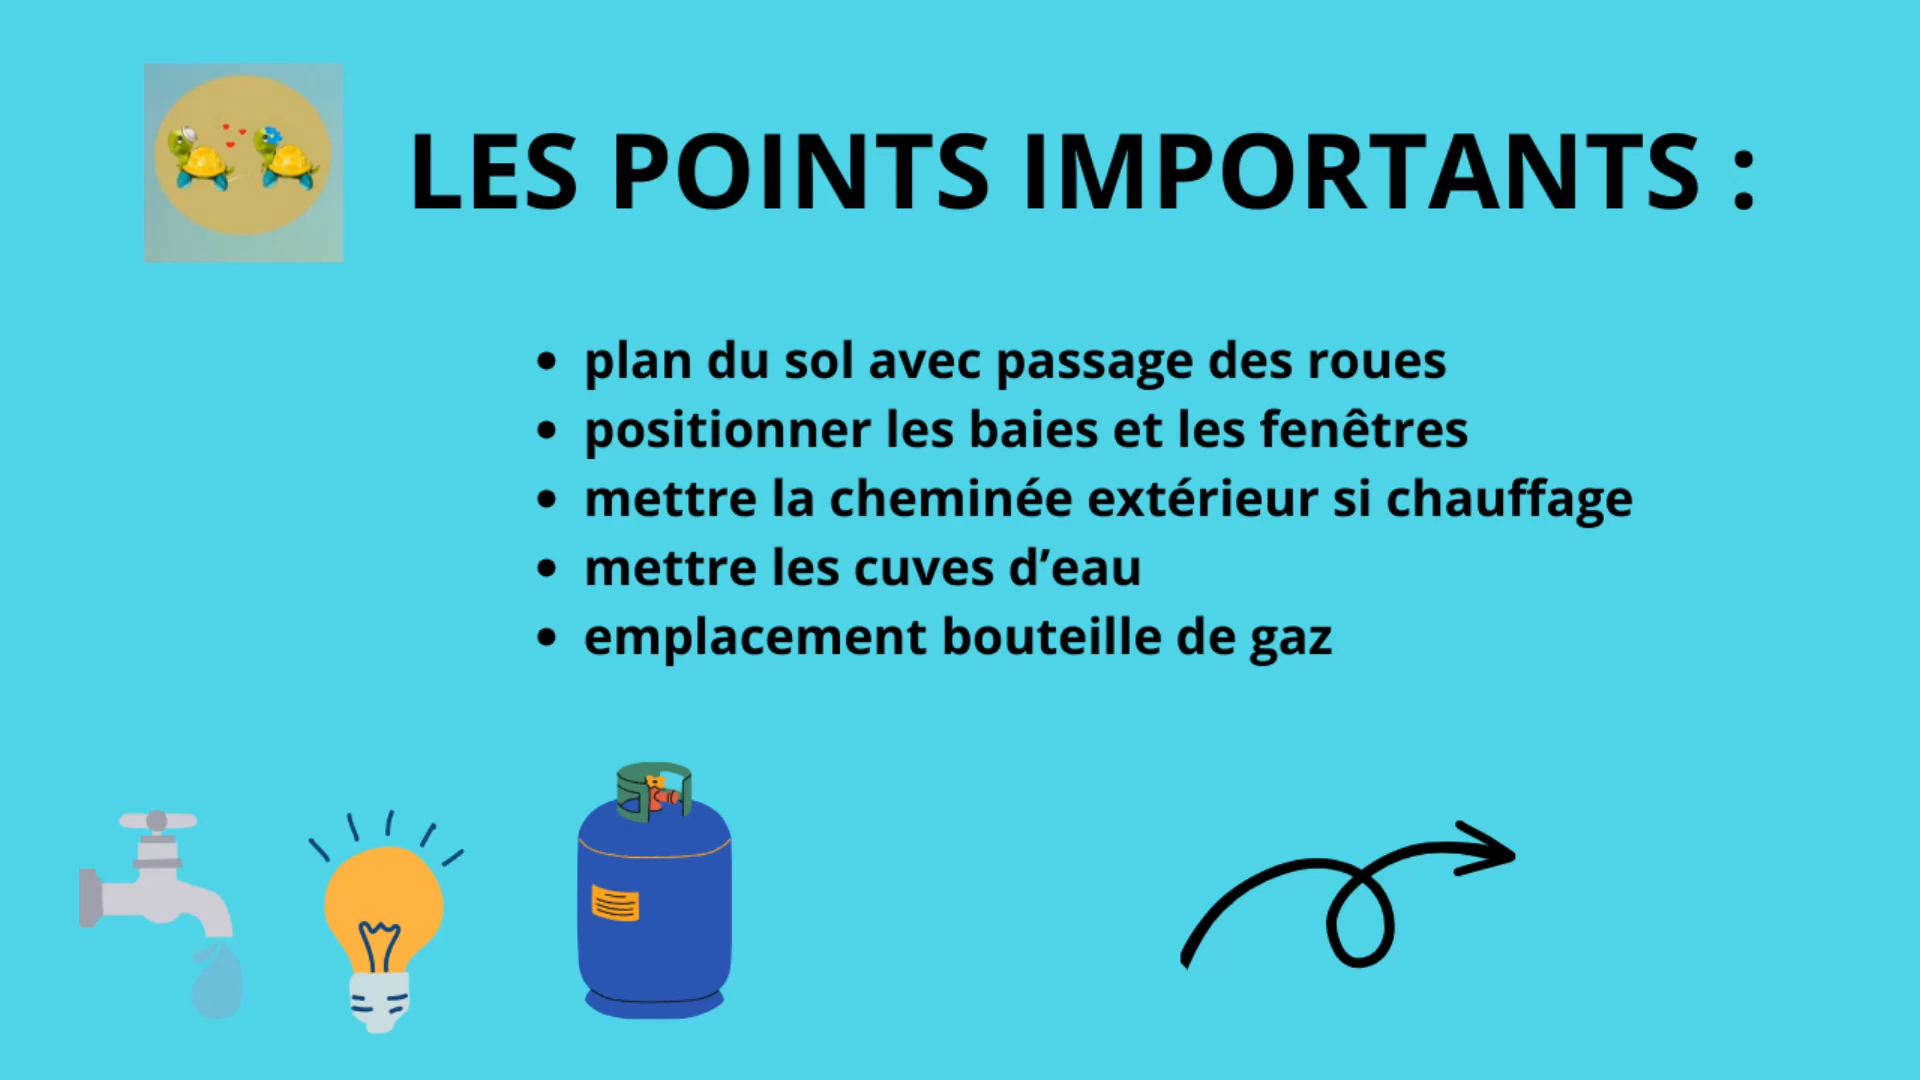 LES POINTS IMPORTANTS :
• plan du sol avec passage des roues
• positionner les baies et les fenêtres
• mettre la cheminée extérieur si chauffage
• mettre les cuves d’eau
• emplacement bouteille de gaz